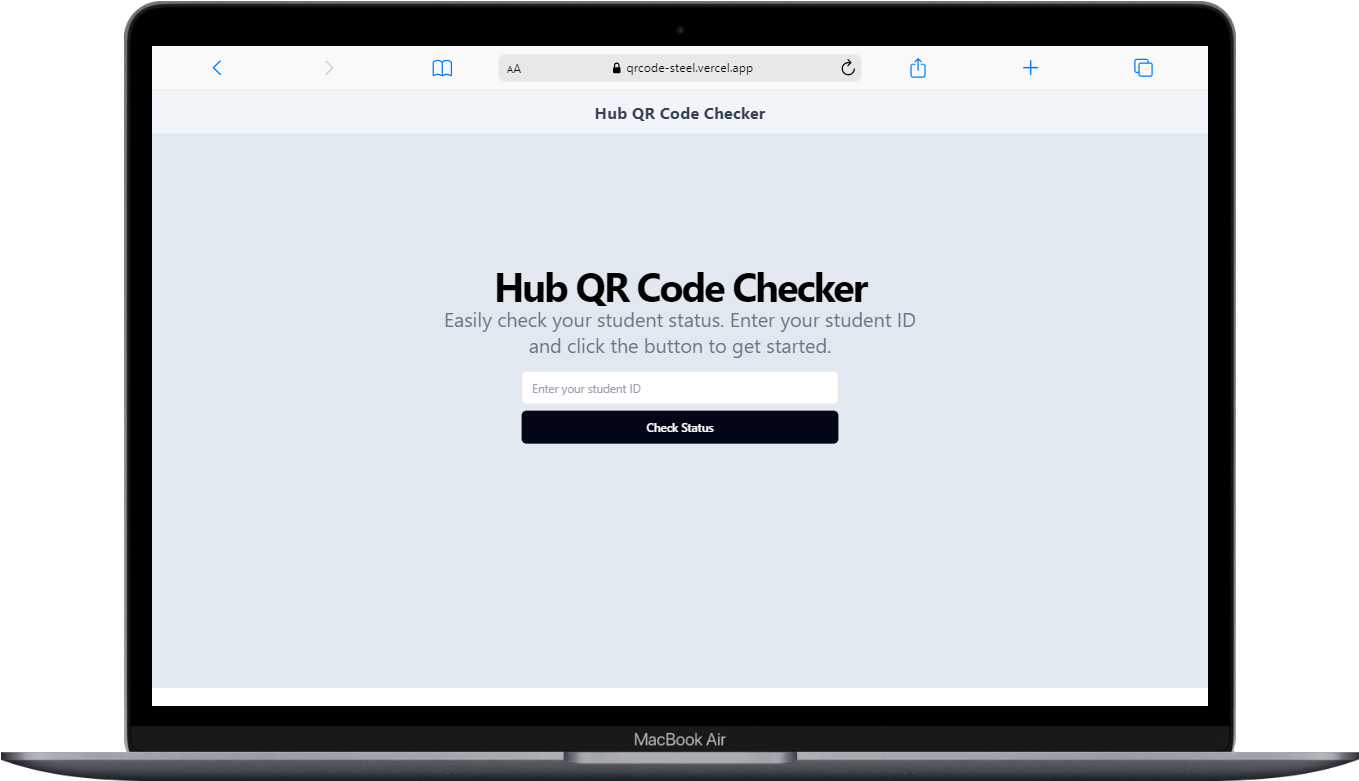 AA qrcode-steel.vercel.app
Hub QR Code Checker
Hub QR Code Checker
Easily check your student status. Enter your student ID
and click the button to get started.
Enter your student ID
Check Status
MacBook Air